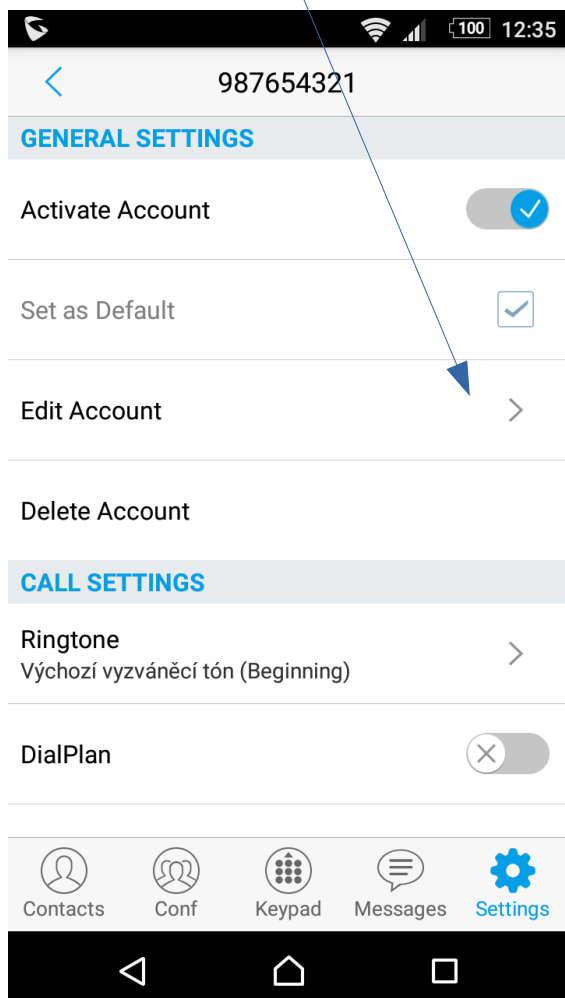 100 12:35
987654321
GENERAL SETTINGS
Activate Account
Set as Default
Edit Account
Delete Account
CALL SETTINGS
Ringtone
Výchozí vyzváněcí tón (Beginning)
DialPlan
Contacts Conf Keypad Messages Settings